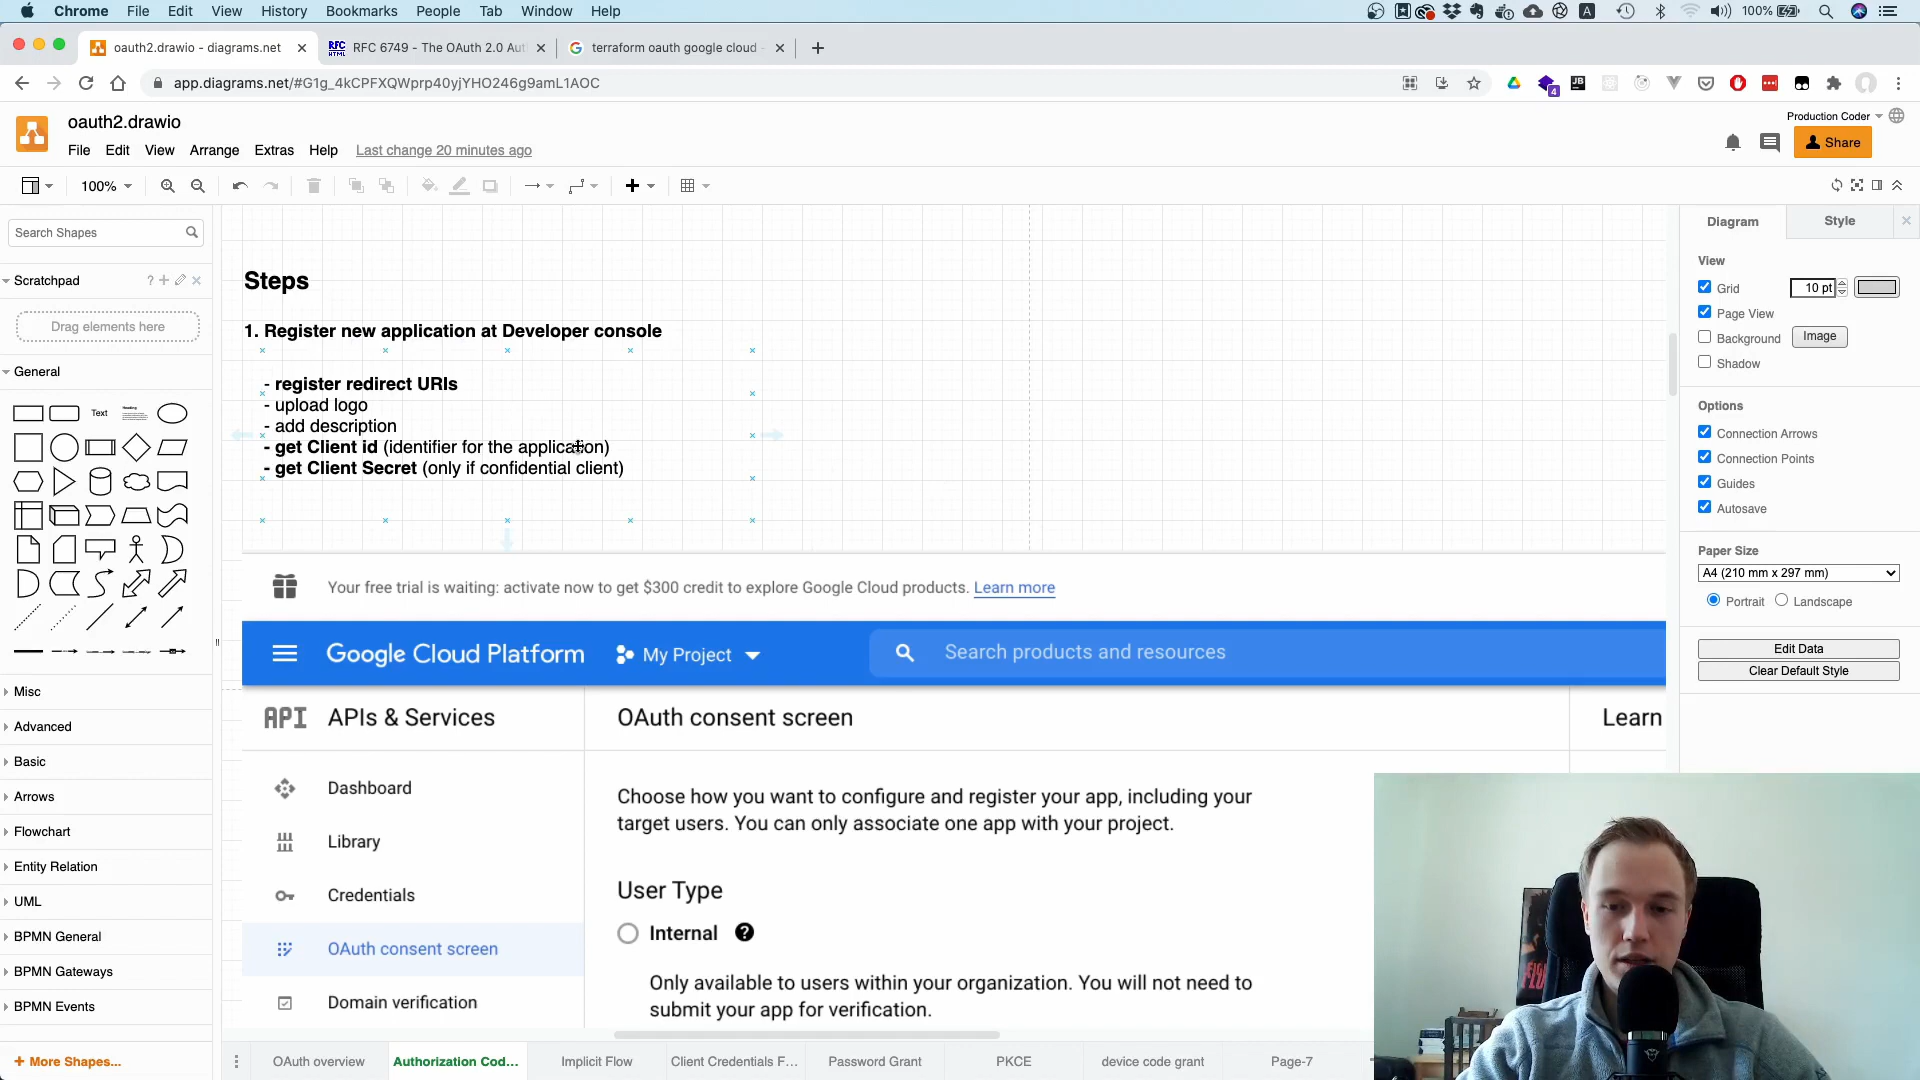 Chrome File Edit View History Bookmarks People Tab Window Help
A 100%
oauth2.drawio - diagrams.net
RFC HTML RFC 6749 - The OAuth 2.0 Aut
terraform oauth google cloud -
app.diagrams.net/#G1g_4kCPFXQWprp40yjYHO246g9amL1AOC
4 JB
oauth2.drawio
Production Coder
File Edit View Arrange Extras Help Last change 20 minutes ago
Share
100%
Search Shapes
Scratchpad ?
Drag elements here
General
Text Heading
Misc
Advanced
Basic
Arrows
Flowchart
Entity Relation
UML
BPMN General
BPMN Gateways
BPMN Events
+ More Shapes...
Steps
1. Register new application at Developer console
- register redirect URIs
- upload logo
- add description
- get Client id (identifier for the application)
- get Client Secret (only if confidential client)
Your free trial is waiting: activate now to get $300 credit to explore Google Cloud products. Learn more
Google Cloud Platform My Project Search products and resources
API APIs & Services
Dashboard
Library
Credentials
OAuth consent screen
Domain verification
OAuth consent screen
Learn
Choose how you want to configure and register your app, including your
target users. You can only associate one app with your project.
User Type
Internal ?
Only available to users within your organization. You will not need to
submit your app for verification.
OAuth overview Authorization Cod... Implicit Flow Client Credentials F... Password Grant PKCE device code grant Page-7
Diagram Style
View
Grid 10 pt
Page View
Background Image
Shadow
Options
Connection Arrows
Connection Points
Guides
Autosave
Paper Size
A4 (210 mm x 297 mm)
Portrait Landscape
Edit Data
Clear Default Style